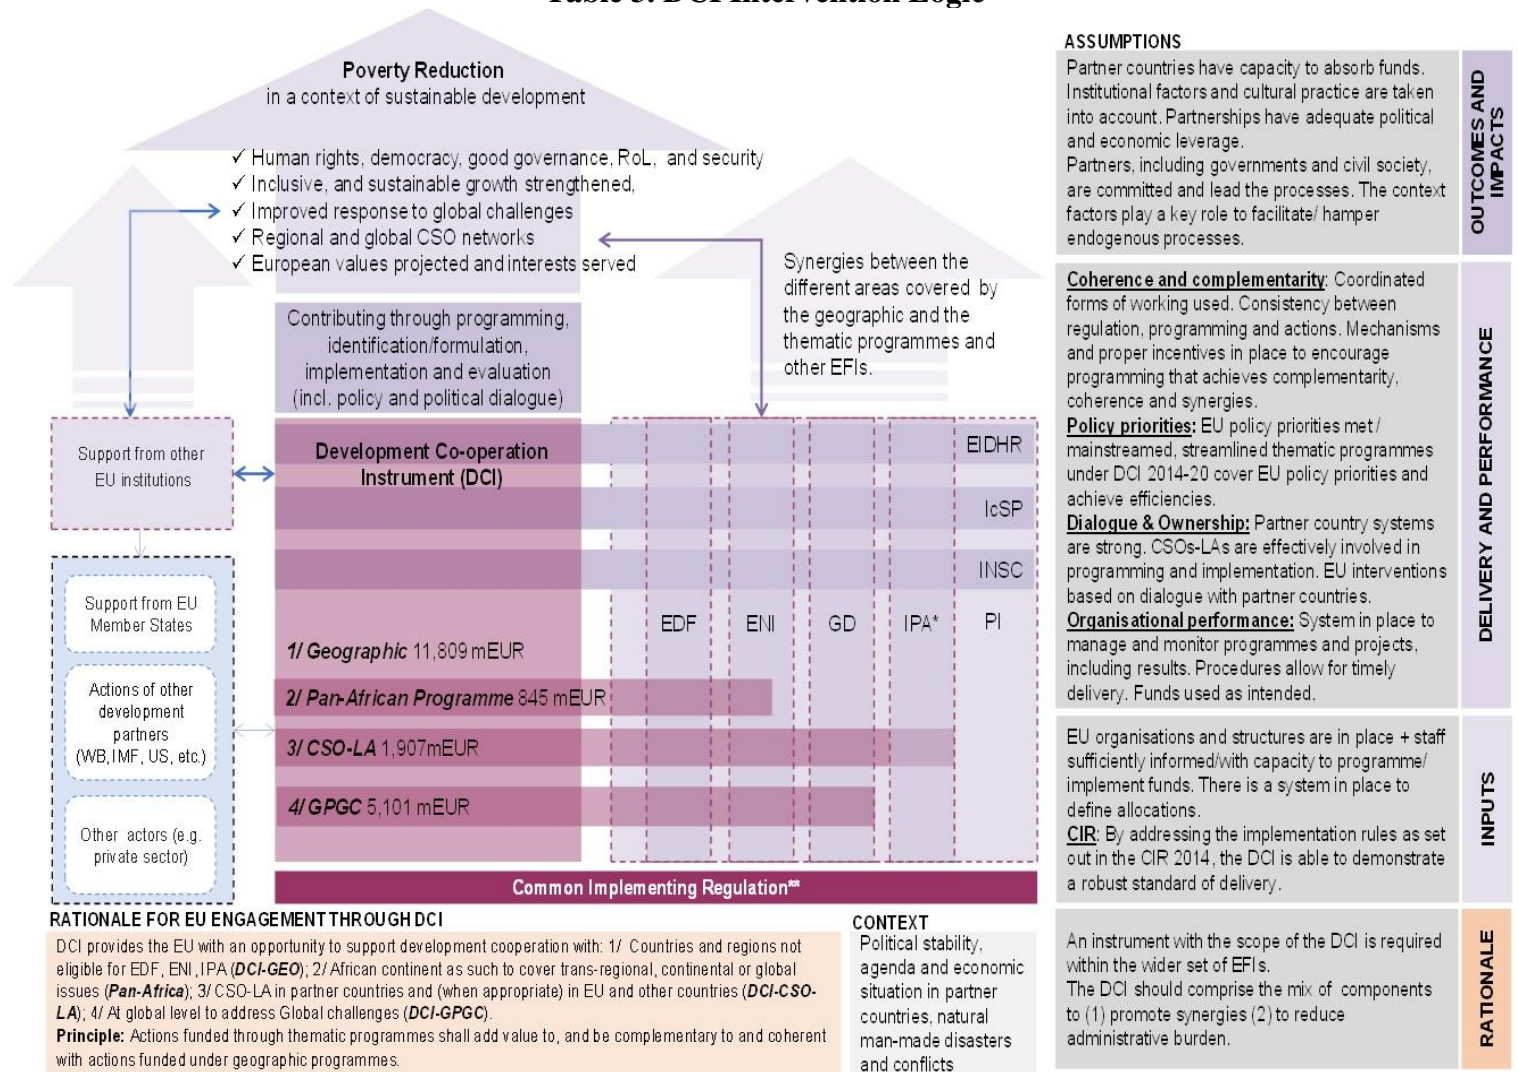 Table 3: DCI Intervention Logic
Poverty Reduction
in a context of sustainable development
✓ Human rights, democracy, good governance, RoL, and security
✓ Inclusive, and sustainable growth strengthened,
✓ Improved response to global challenges
✓ Regional and global CSO networks
✓ European values projected and interests served
Synergies between the
different areas covered by
the geographic and the
thematic programmes and
other EFIs.
Contributing through programming,
identification/formulation,
implementation and evaluation
(incl. policy and political dialogue)
Support from other
EU institutions
Development Co-operation
Instrument (DCI)
EIDHR
IcSP
INSC
EDF
ENI
GD
IPA*
PI
Support from EU
Member States
Actions of other
development
partners
(WB,IMF, US, etc.)
Other actors (e.g.
private sector)
1/ Geographic 11,809 mEUR
2/ Pan-African Programme 845 mEUR
3/ CSO-LA 1,907mEUR
4/ GPGC 5,101 mEUR
Common Implementing Regulation**
RATIONALE FOR EU ENGAGEMENT THROUGH DCI
DCI provides the EU with an opportunity to support development cooperation with: 1/ Countries and regions not
eligible for EDF, ENI ,IPA (DCI-GEO); 2/ African continent as such to cover trans-regional, continental or global
issues (Pan-Africa); 3/ CSO-LA in partner countries and (when appropriate) in EU and other countries (DCI-CSO-
LA); 4/ At global level to address Global challenges (DCI-GPGC).
Principle: Actions funded through thematic programmes shall add value to, and be complementary to and coherent
with actions funded under geographic programmes.
CONTEXT
Political stability,
agenda and economic
situation in partner
countries, natural
man-made disasters
and conflicts
ASSUMPTIONS
Partner countries have capacity to absorb funds.
Institutional factors and cultural practice are taken
into account. Partnerships have adequate political
and economic leverage.
Partners, including governments and civil society,
are committed and lead the processes. The context
factors play a key role to facilitate/ hamper
endogenous processes.
OUTCOMES AND
IMPACTS
Coherence and complementarity: Coordinated
forms of working used. Consistency between
regulation, programming and actions. Mechanisms
and proper incentives in place to encourage
programming that achieves complementarity,
coherence and synergies.
Policy priorities: EU policy priorities met /
mainstreamed, streamlined thematic programmes
under DCI 2014-20 cover EU policy priorities and
achieve efficiencies.
Dialogue & Ownership: Partner country systems
are strong. CSOs-LAs are effectively involved in
programming and implementation. EU interventions
based on dialogue with partner countries.
Organisational performance: System in place to
manage and monitor programmes and projects,
including results. Procedures allow for timely
delivery. Funds used as intended.
DELIVERY AND PERFORMANCE
EU organisations and structures are in place + staff
sufficiently informed/with capacity to programme/
implement funds. There is a system in place to
define allocations.
CIR: By addressing the implementation rules as set
out in the CIR 2014, the DCI is able to demonstrate
a robust standard of delivery.
INPUTS
An instrument with the scope of the DCI is required
within the wider set of EFIs.
The DCI should comprise the mix of components
to (1) promote synergies (2) to reduce
administrative burden.
RATIONALE